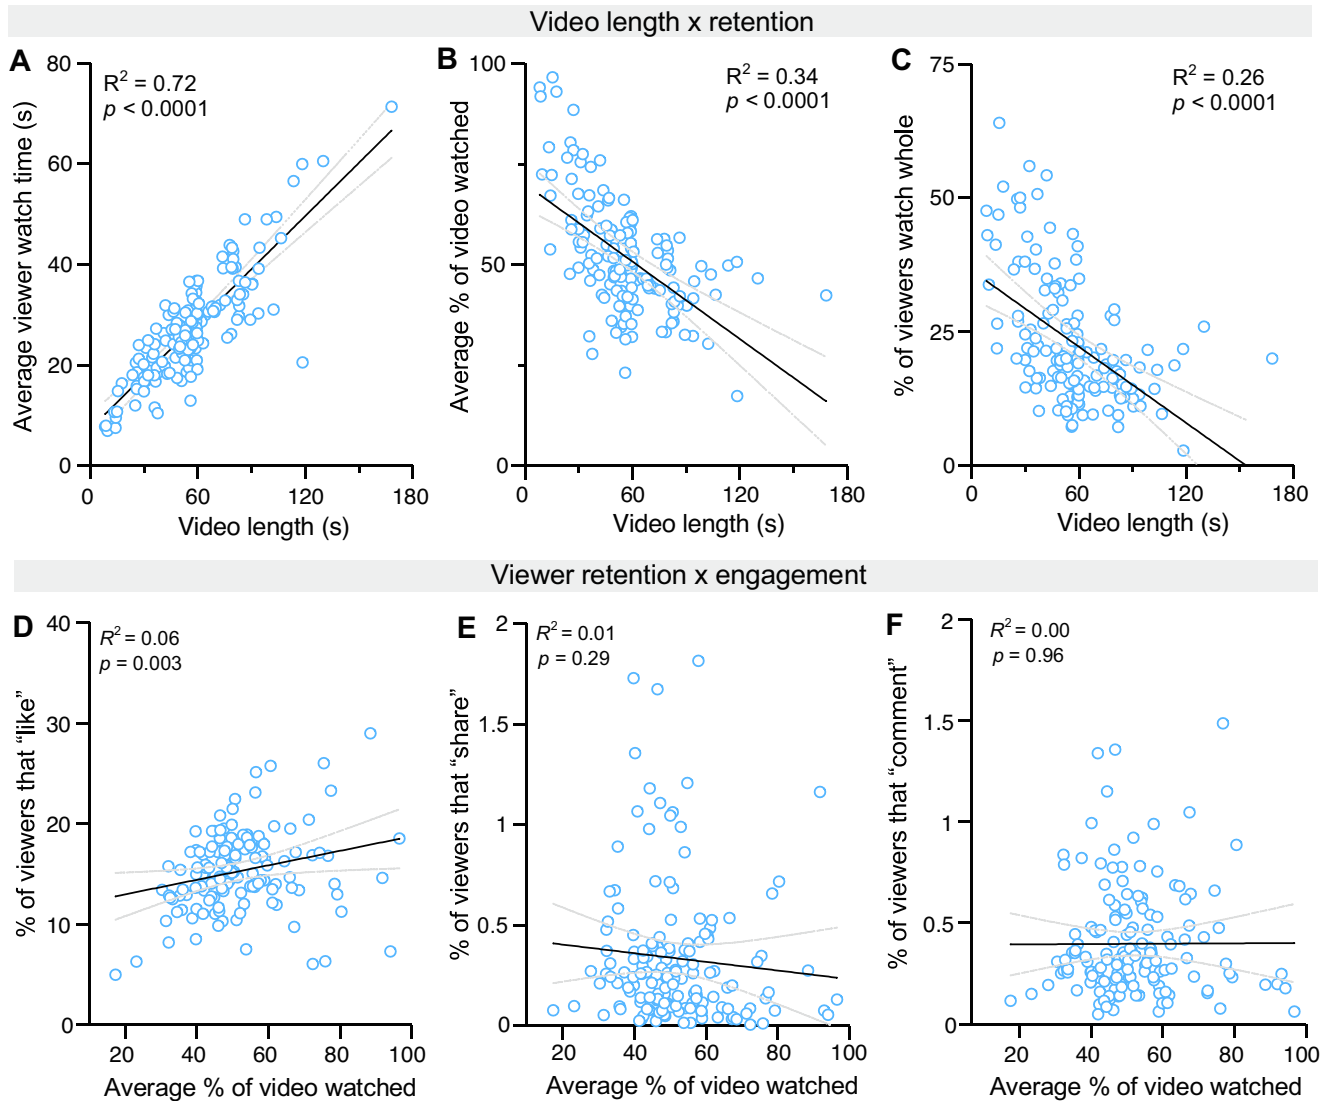 Video length x retention
A
R² = 0.72
p < 0.0001
Average viewer watch time (s)
80
60
40
20
0
0 60 120 180
Video length (s)
B
R² = 0.34
p < 0.0001
Average % of video watched
100
50
0
0 60 120 180
Video length (s)
C
R² = 0.26
p < 0.0001
% of viewers watch whole
75
50
25
0
0 60 120 180
Video length (s)
Viewer retention x engagement
D
R² = 0.06
p = 0.003
% of viewers that “like”
40
30
20
10
0
20 40 60 80 100
Average % of video watched
E
R² = 0.01
p = 0.29
% of viewers that “share”
2
1.5
1
0.5
0
20 40 60 80 100
Average % of video watched
F
R² = 0.00
p = 0.96
% of viewers that “comment”
2
1.5
1
0.5
0
20 40 60 80 100
Average % of video watched